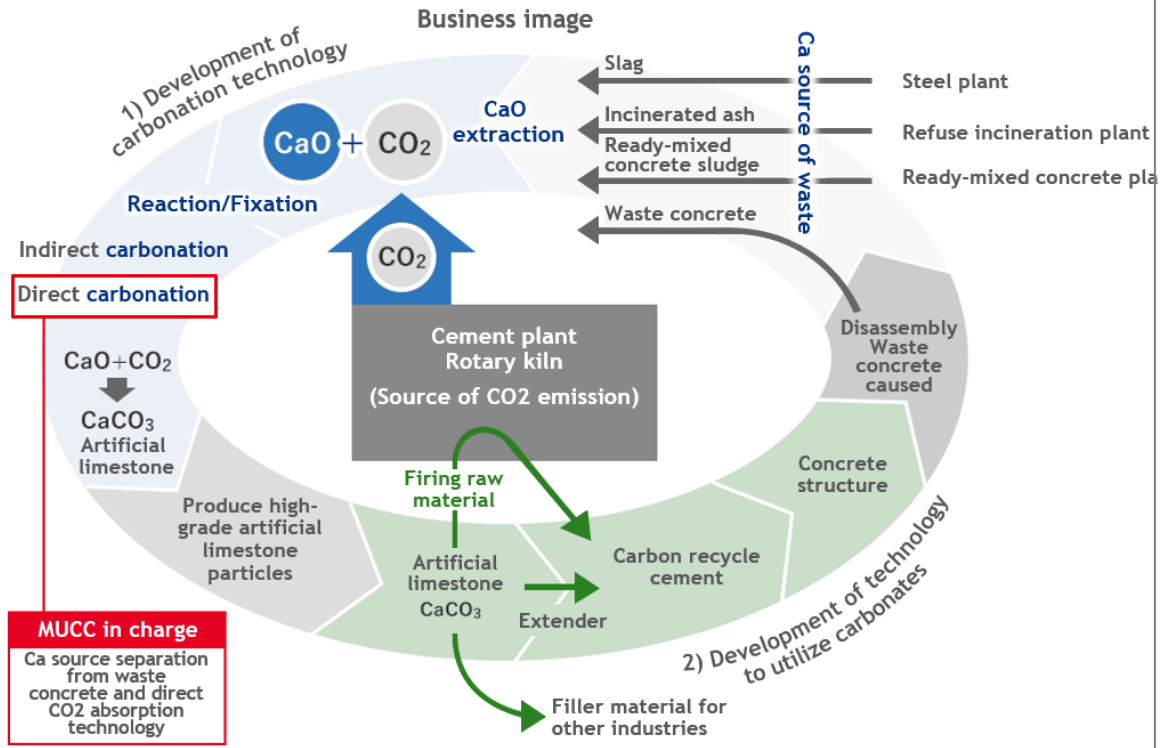 Business image
1) Development of
carbonation technology
CaO + CO2
CaO
extraction
Reaction/Fixation
CO2
Slag
Incinerated ash
Ready-mixed
concrete sludge
Waste concrete
Ca source of waste
Steel plant
Refuse incineration plant
Ready-mixed concrete pla
Indirect carbonation
Direct carbonation
CaO+CO2
CaCO3
Artificial
limestone
Cement plant
Rotary kiln
(Source of CO2 emission)
Disassembly
Waste
concrete
caused
Concrete
structure
Firing raw
material
Produce high-
grade artificial
limestone
particles
Artificial
limestone
CaCO3
Extender
Carbon recycle
cement
2) Development of technology
to utilize carbonates
Filler material for
other industries
MUCC in charge
Ca source separation
from waste
concrete and direct
CO2 absorption
technology